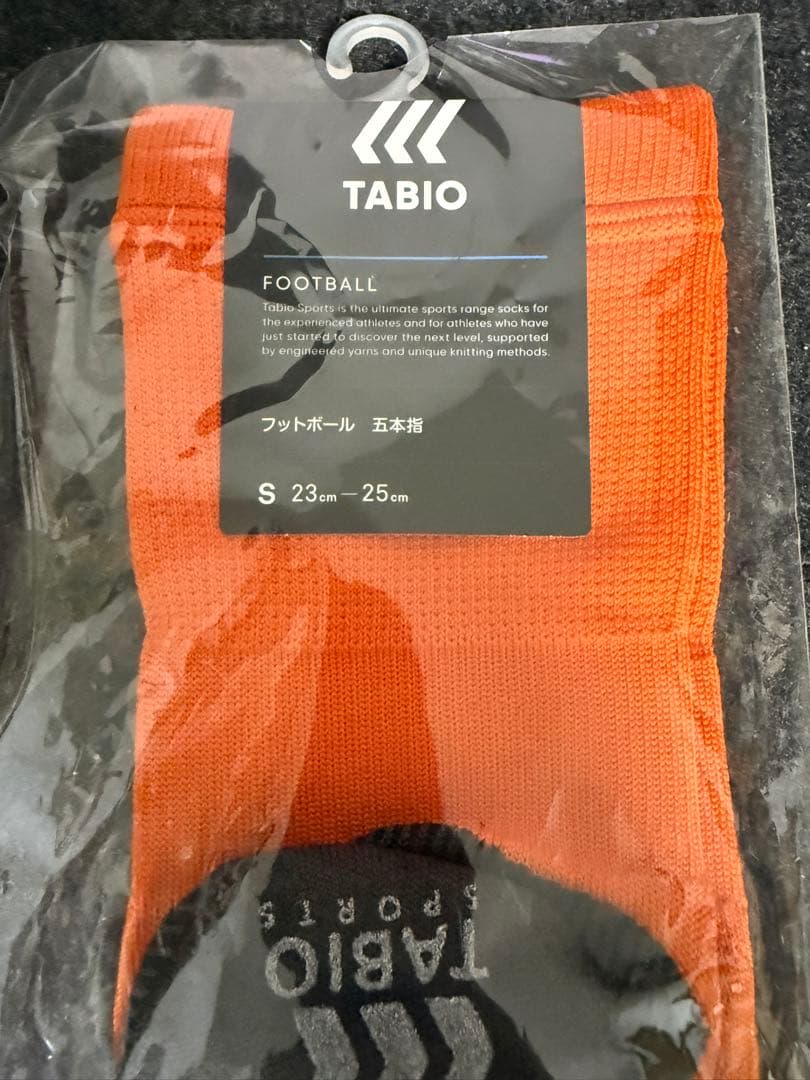 TABIO
FOOTBALL
Tabio Sports is the ultimate sports range socks for
the experienced athletes and for athletes who have
just started to discover the next level, supported
by engineered yarns and unique knitting methods.
フットボール 五本指
S 23cm－25cm
SPORTS
TABIO